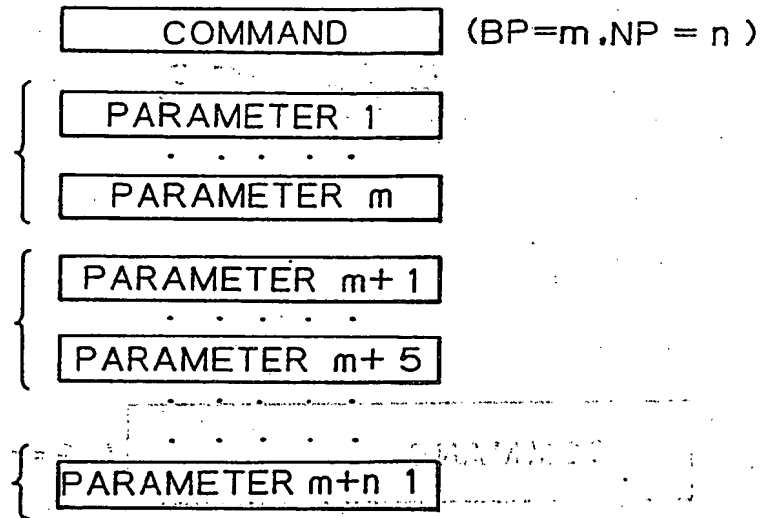 COMMAND (BP=m.NP = n )
PARAMETER 1
. . . . .
PARAMETER m
PARAMETER m+ 1
. . . . .
PARAMETER m+ 5
. . . . .
. . . . .
PARAMETER m+n 1